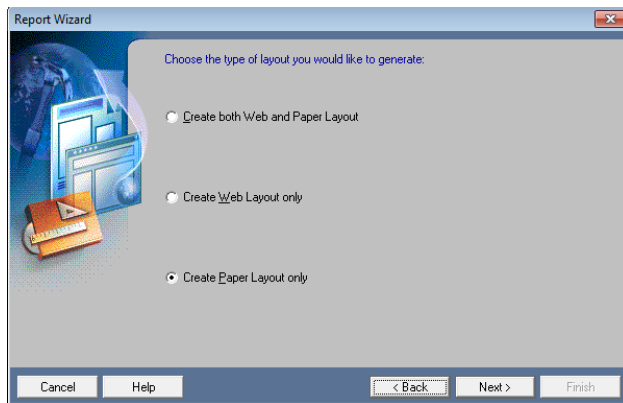 Report Wizard
Choose the type of layout you would like to generate:
Create both Web and Paper Layout
Create Web Layout only
Create Paper Layout only
Cancel Help < Back Next > Finish